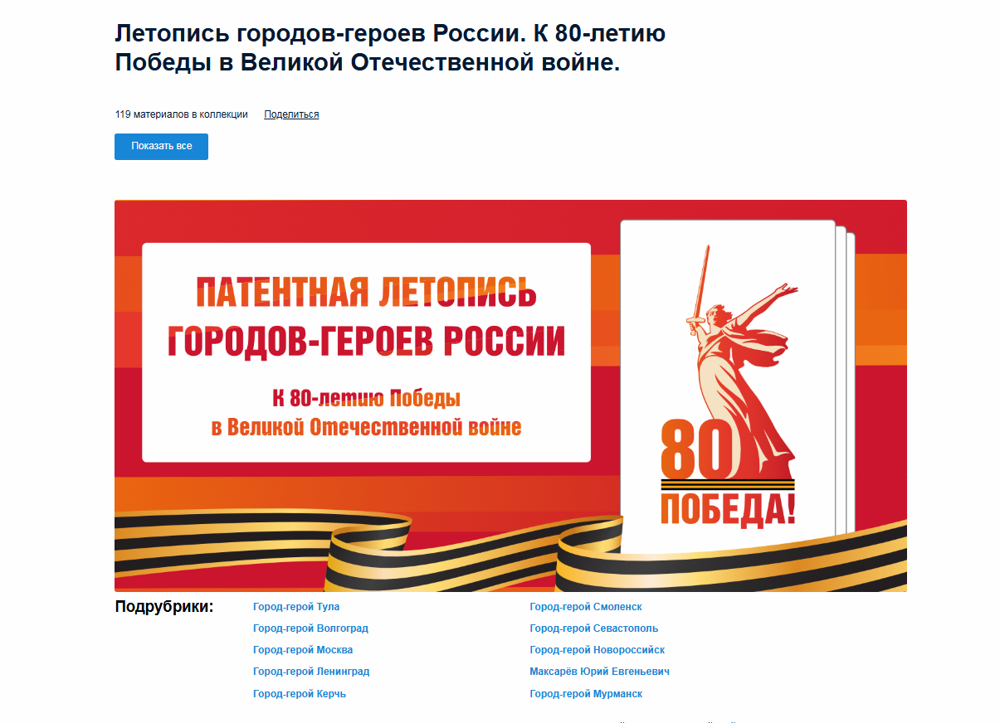 Летопись городов-героев России. К 80-летию
Победы в Великой Отечественной войне.
119 материалов в коллекции Поделиться
Показать все
ПАТЕНТНАЯ ЛЕТОПИСЬ
ГОРОДОВ-ГЕРОЕВ РОССИИ
К 80-летию Победы
в Великой Отечественной войне
80
ПОБЕДА!
Подрубрики:
Город-герой Тула
Город-герой Волгоград
Город-герой Москва
Город-герой Ленинград
Город-герой Керчь
Город-герой Смоленск
Город-герой Севастополь
Город-герой Новороссийск
Максарёв Юрий Евгеньевич
Город-герой Мурманск